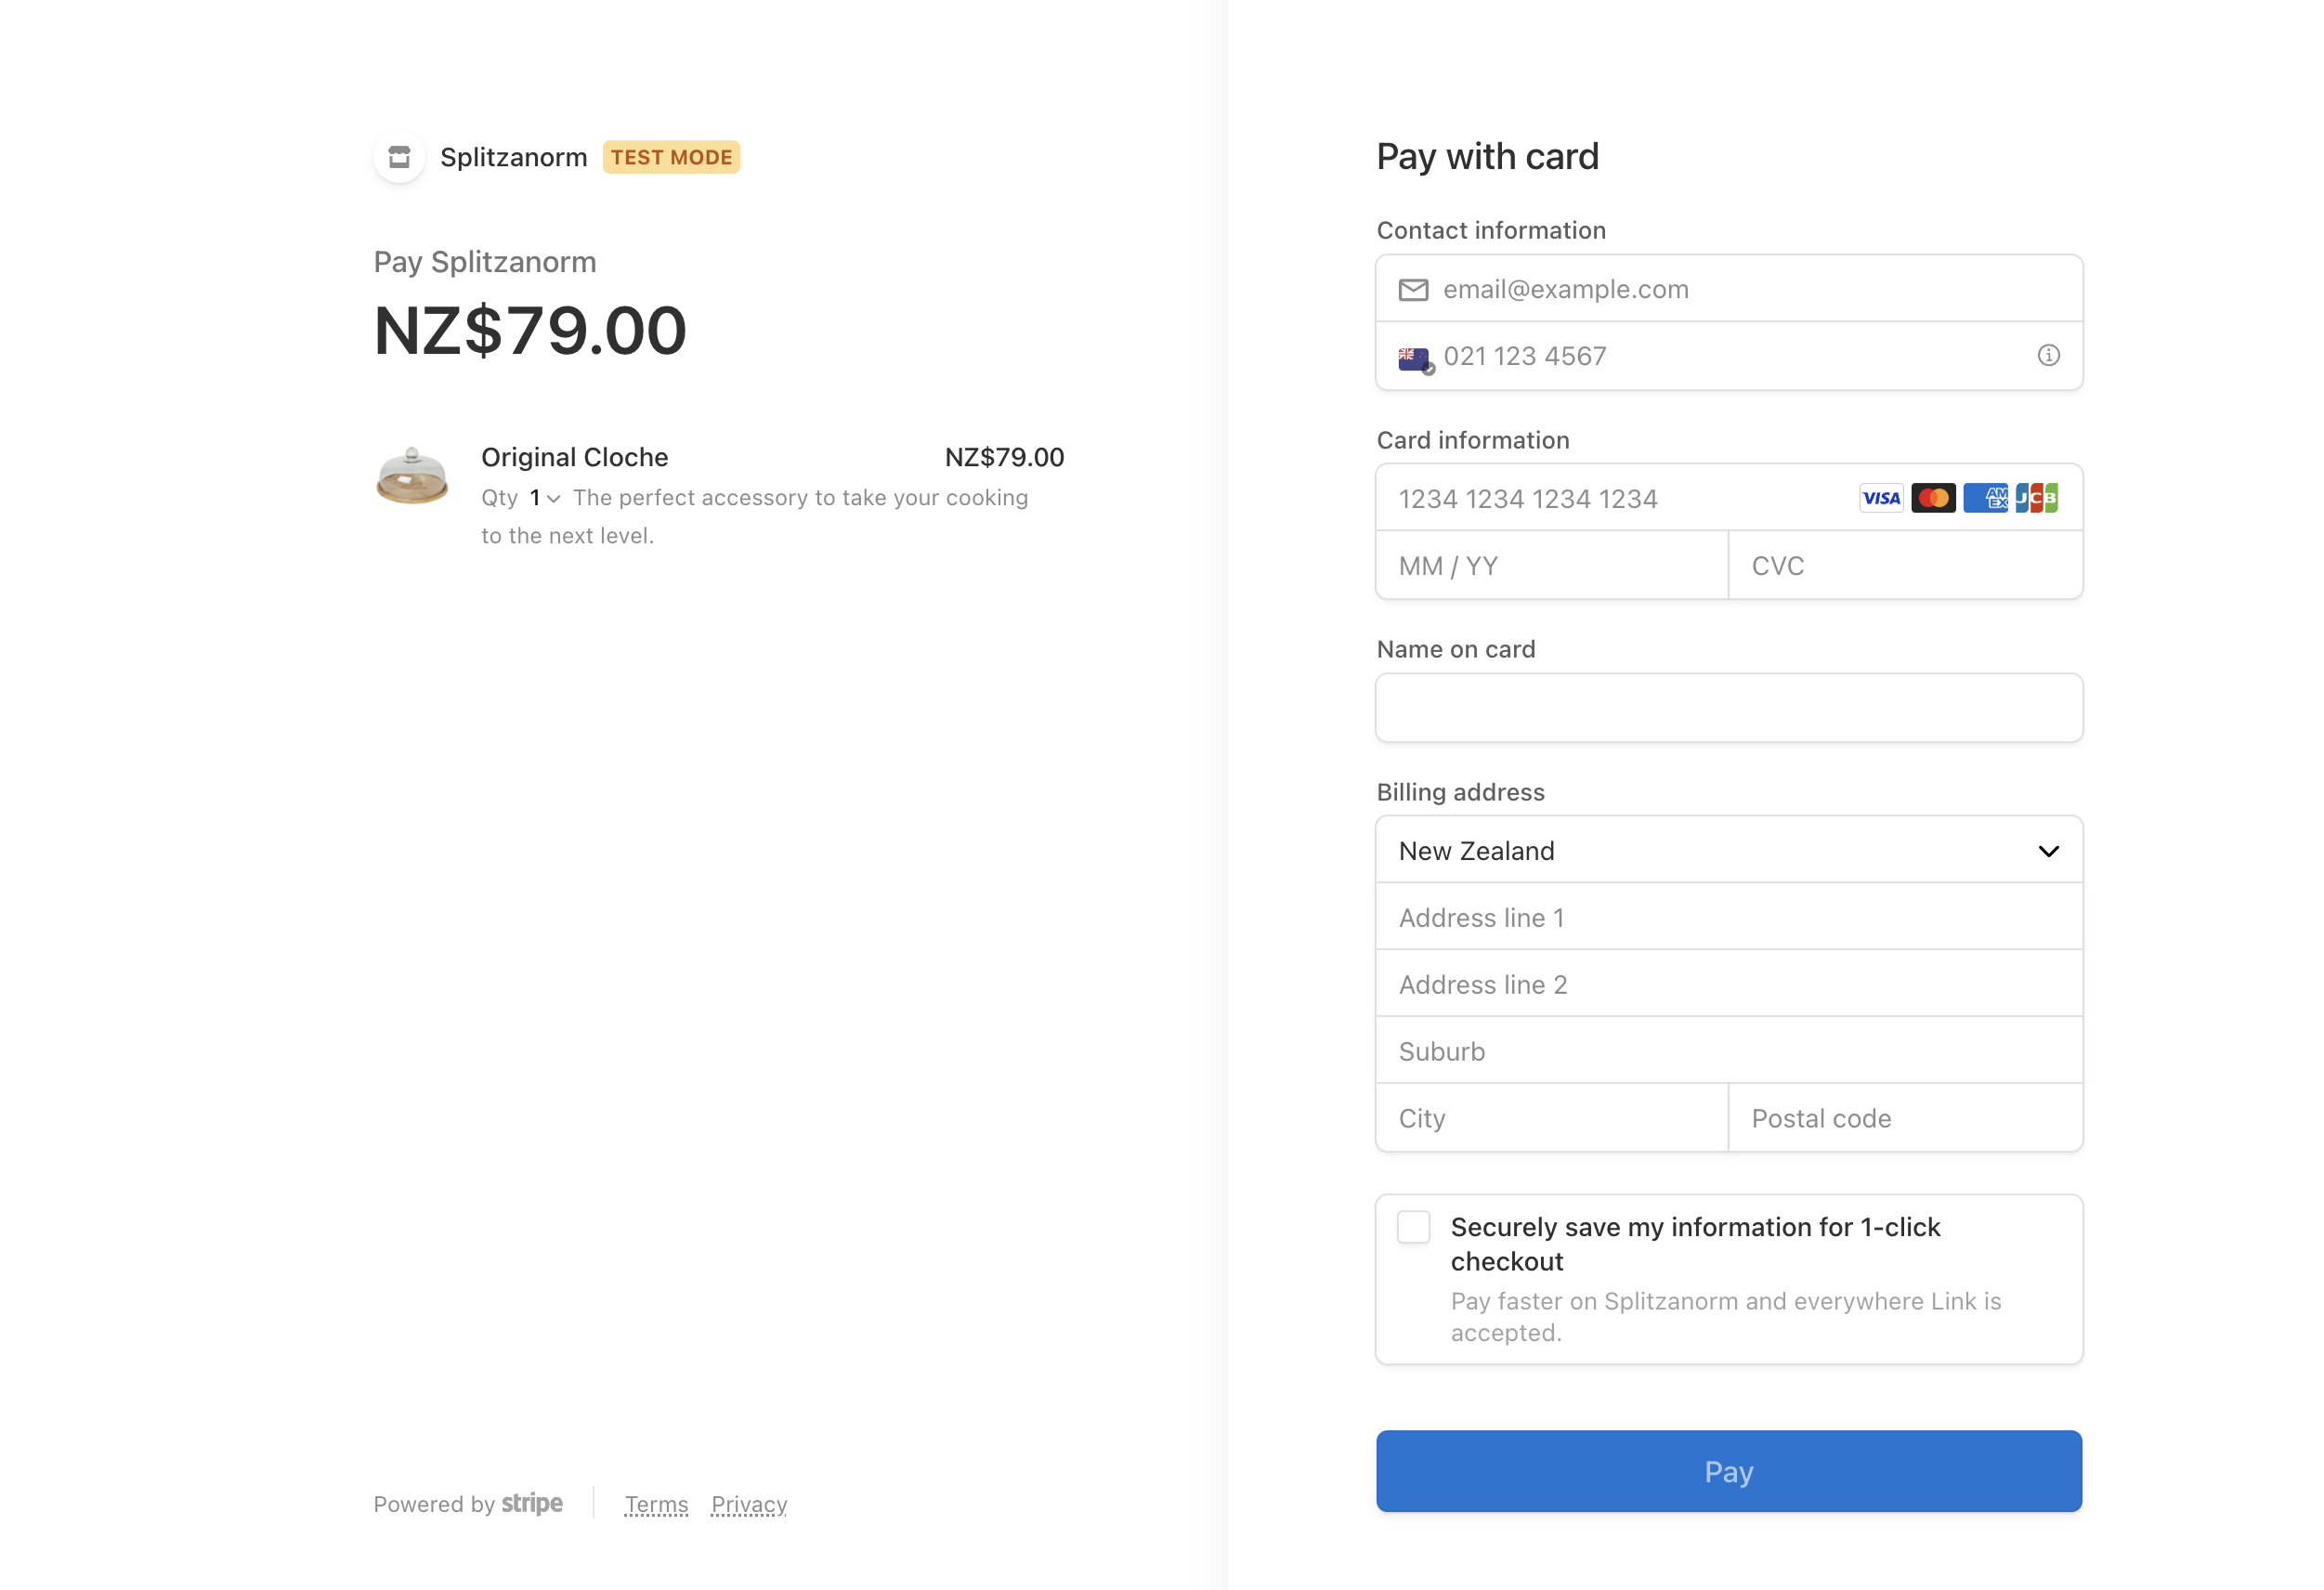 Splitzanorm TEST MODE
Pay Splitzanorm
NZ$79.00
Original Cloche NZ$79.00
Qty 1 The perfect accessory to take your cooking
to the next level.
Powered by stripe Terms Privacy
Pay with card
Contact information
email@example.com
021 123 4567
Card information
1234 1234 1234 1234 VISA AMEX JCB
MM / YY CVC
Name on card
Billing address
New Zealand
Address line 1
Address line 2
Suburb
City Postal code
Securely save my information for 1-click
checkout
Pay faster on Splitzanorm and everywhere Link is
accepted.
Pay